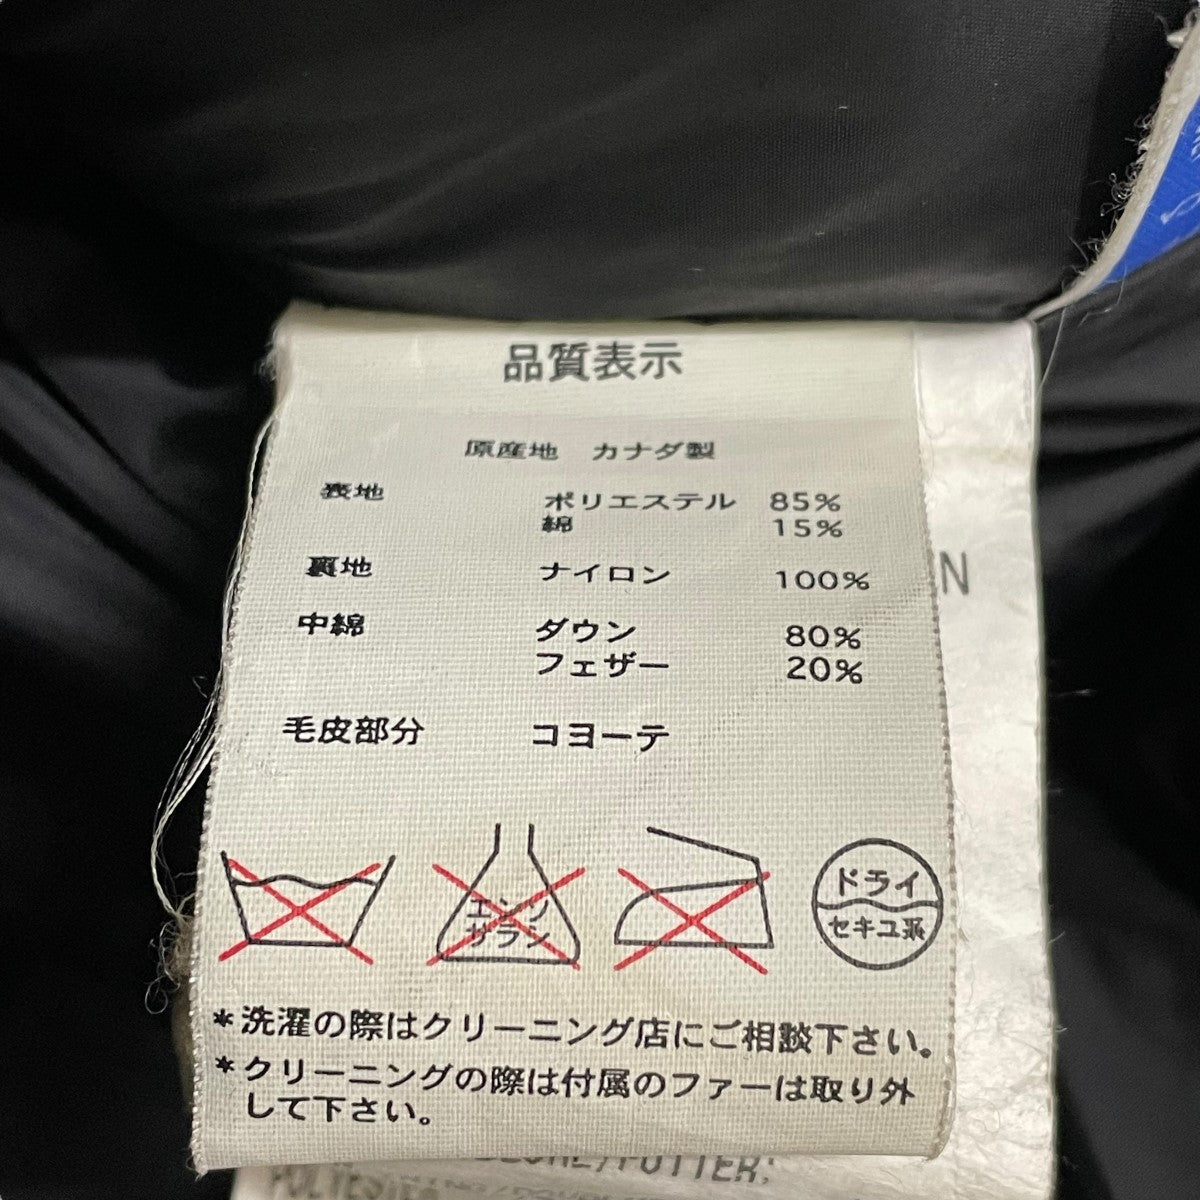 品質表示
原産地 カナダ製
表地 ポリエステル 85%
綿 15%
裏地 ナイロン 100%
中綿 ダウン 80%
フェザー 20%
毛皮部分 コヨーテ
エンソ
サラシ
ドライ
セキユ系
*洗濯の際はクリーニング店にご相談下さい。
*クリーニングの際は付属のファーは取り外
して下さい。
N